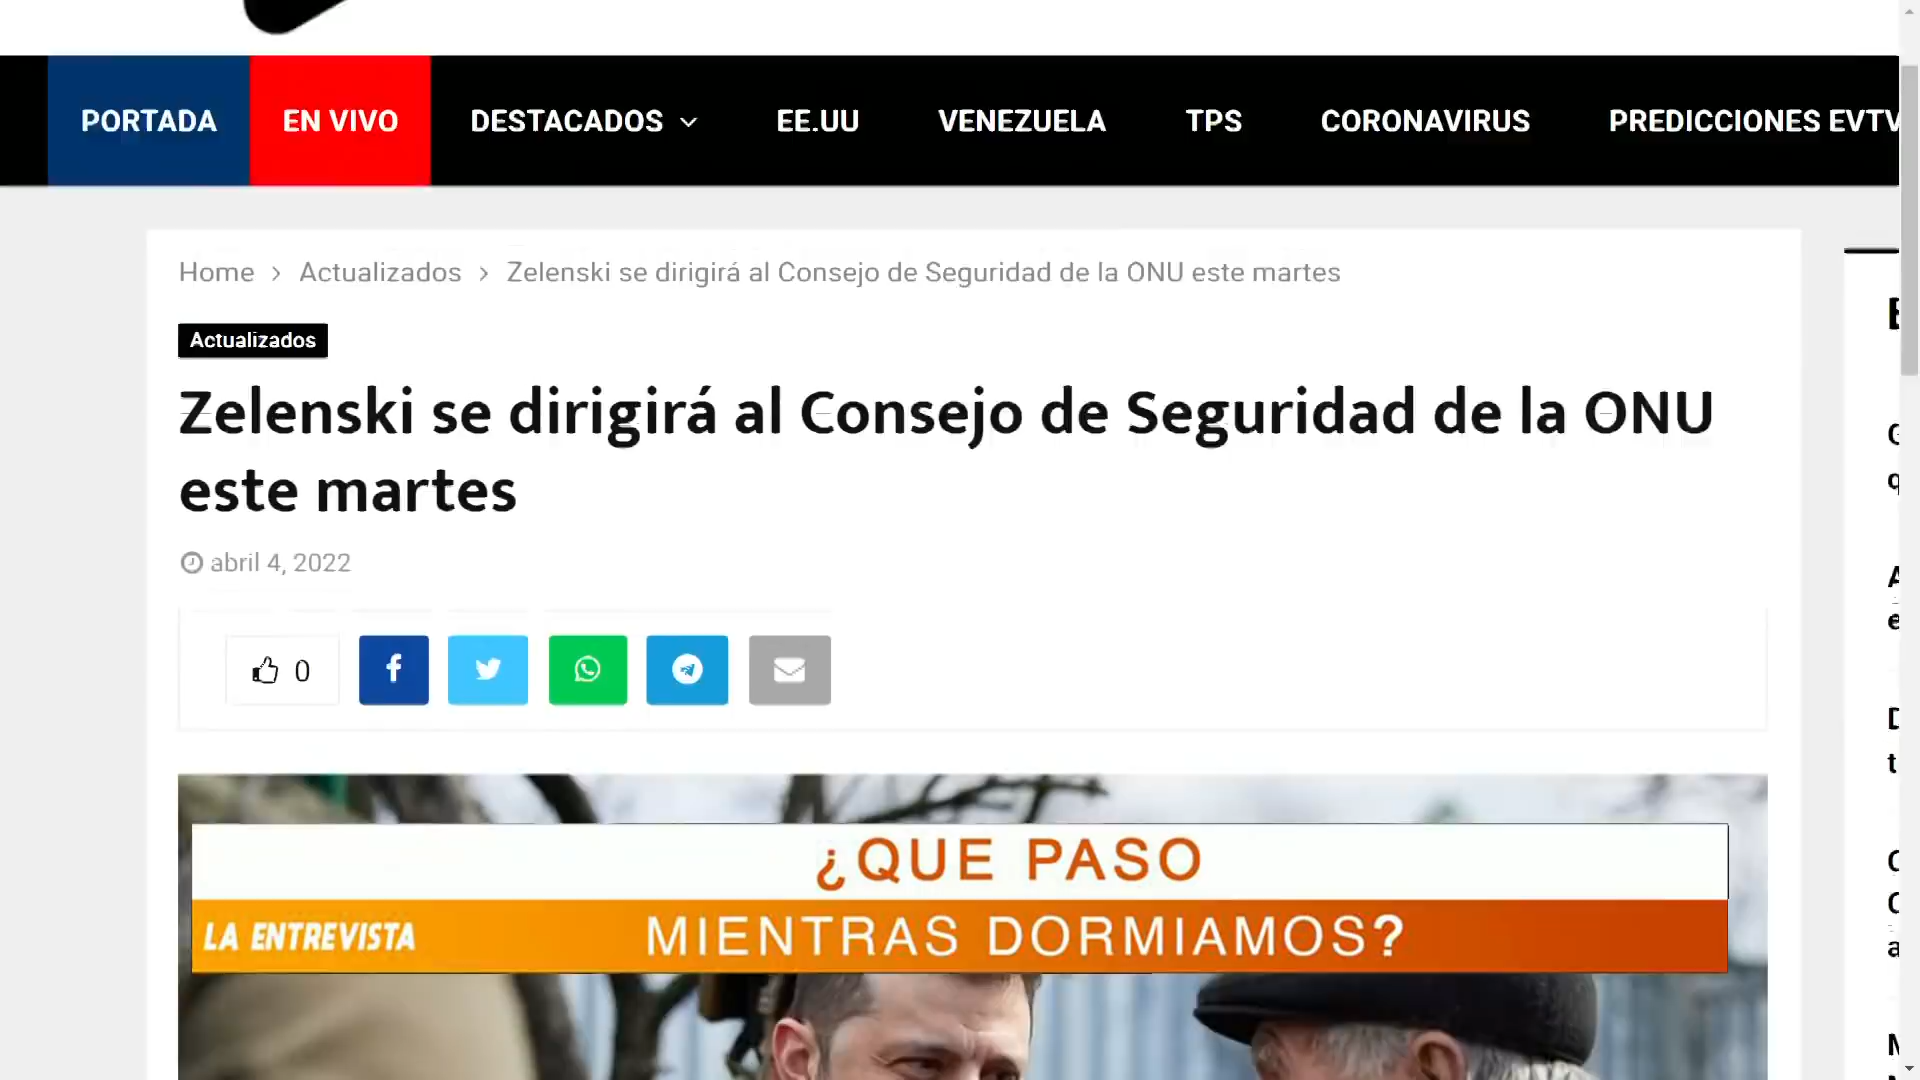 PORTADA EN VIVO DESTACADOS EE.UU VENEZUELA TPS CORONAVIRUS PREDICCIONES EVTV
Home > Actualizados > Zelenski se dirigirá al Consejo de Seguridad de la ONU este martes
Actualizados
Zelenski se dirigirá al Consejo de Seguridad de la ONU
este martes
abril 4, 2022
0
¿QUE PASO
LA ENTREVISTA MIENTRAS DORMIAMOS?